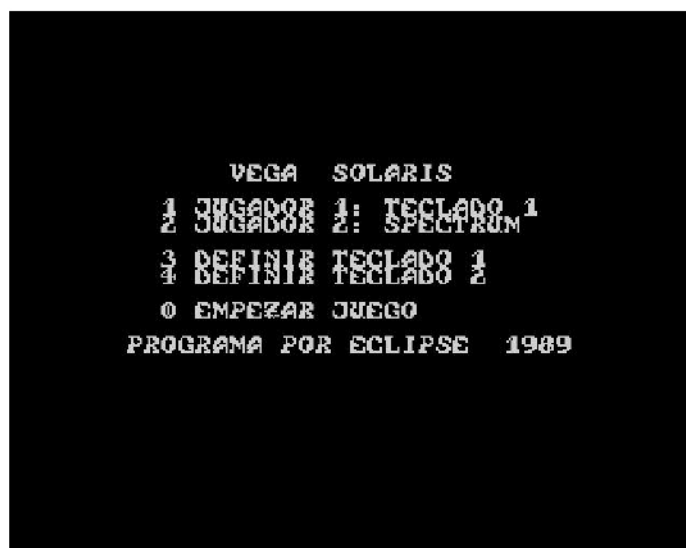 VEGA SOLARIS
1 JUGADOR 1: TECLADO 1
2 JUGADOR 2: SPECTRUM
3 DEFINIR TECLADO 1
4 DEFINIR TECLADO 2
0 EMPEZAR JUEGO
PROGRAMA POR ECLIPSE 1989